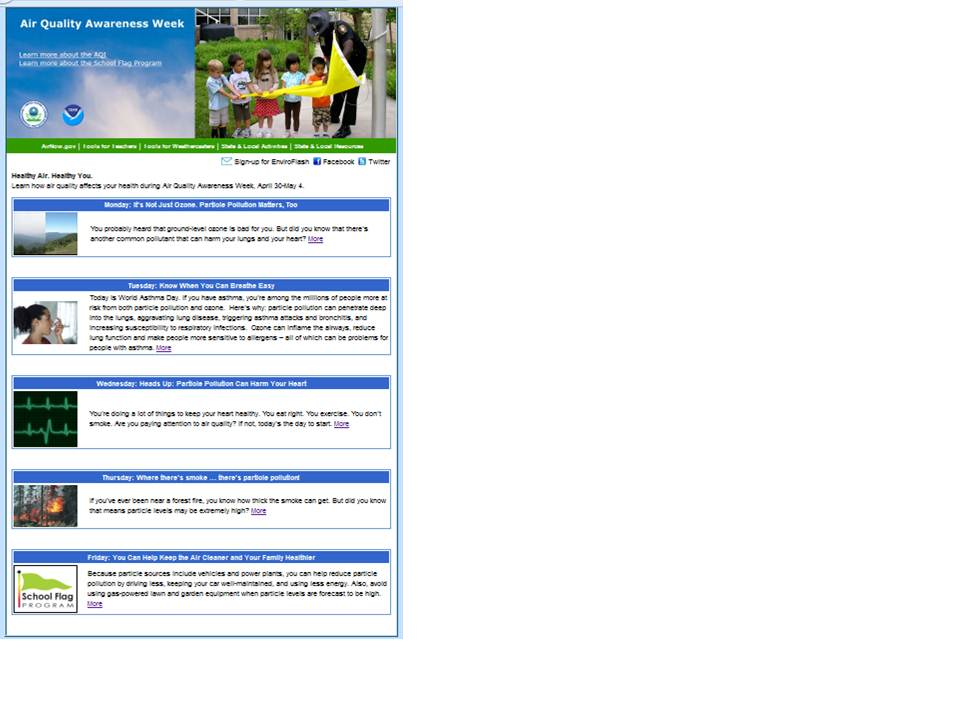 Air Quality Awareness Week
Learn more about the AQI
Learn more about the School Flag Program
AirNow.gov | Tools for Teachers | Tools for Weathercasters | State & Local Activities | State & Local Resources
Sign-up for EnviroFlash Facebook Twitter
Healthy Air. Healthy You.
Learn how air quality affects your health during Air Quality Awareness Week, April 30-May 4.
Monday: It's Not Just Ozone. Particle Pollution Matters, Too
You probably heard that ground-level ozone is bad for you. But did you know that there's
another common pollutant that can harm your lungs and your heart? More
Tuesday: Know When You Can Breathe Easy
Today is World Asthma Day. If you have asthma, you're among the millions of people more at
risk from both particle pollution and ozone. Here's why: particle pollution can penetrate deep
into the lungs, aggravating lung disease, triggering asthma attacks and bronchitis, and
increasing susceptibility to respiratory infections. Ozone can inflame the airways, reduce
lung function and make people more sensitive to allergens – all of which can be problems for
people with asthma. More
Wednesday: Heads Up: Particle Pollution Can Harm Your Heart
You're doing a lot of things to keep your heart healthy. You eat right. You exercise. You don't
smoke. Are you paying attention to air quality? If not, today's the day to start. More
Thursday: Where there's smoke ... there's particle pollution!
If you've ever been near a forest fire, you know how thick the smoke can get. But did you know
that means particle levels may be extremely high? More
Friday: You Can Help Keep the Air Cleaner and Your Family Healthier
Because particle sources include vehicles and power plants, you can help reduce particle
pollution by driving less, keeping your car well-maintained, and using less energy. Also, avoid
using gas-powered lawn and garden equipment when particle levels are forecast to be high.
More
School Flag
PROGRAM